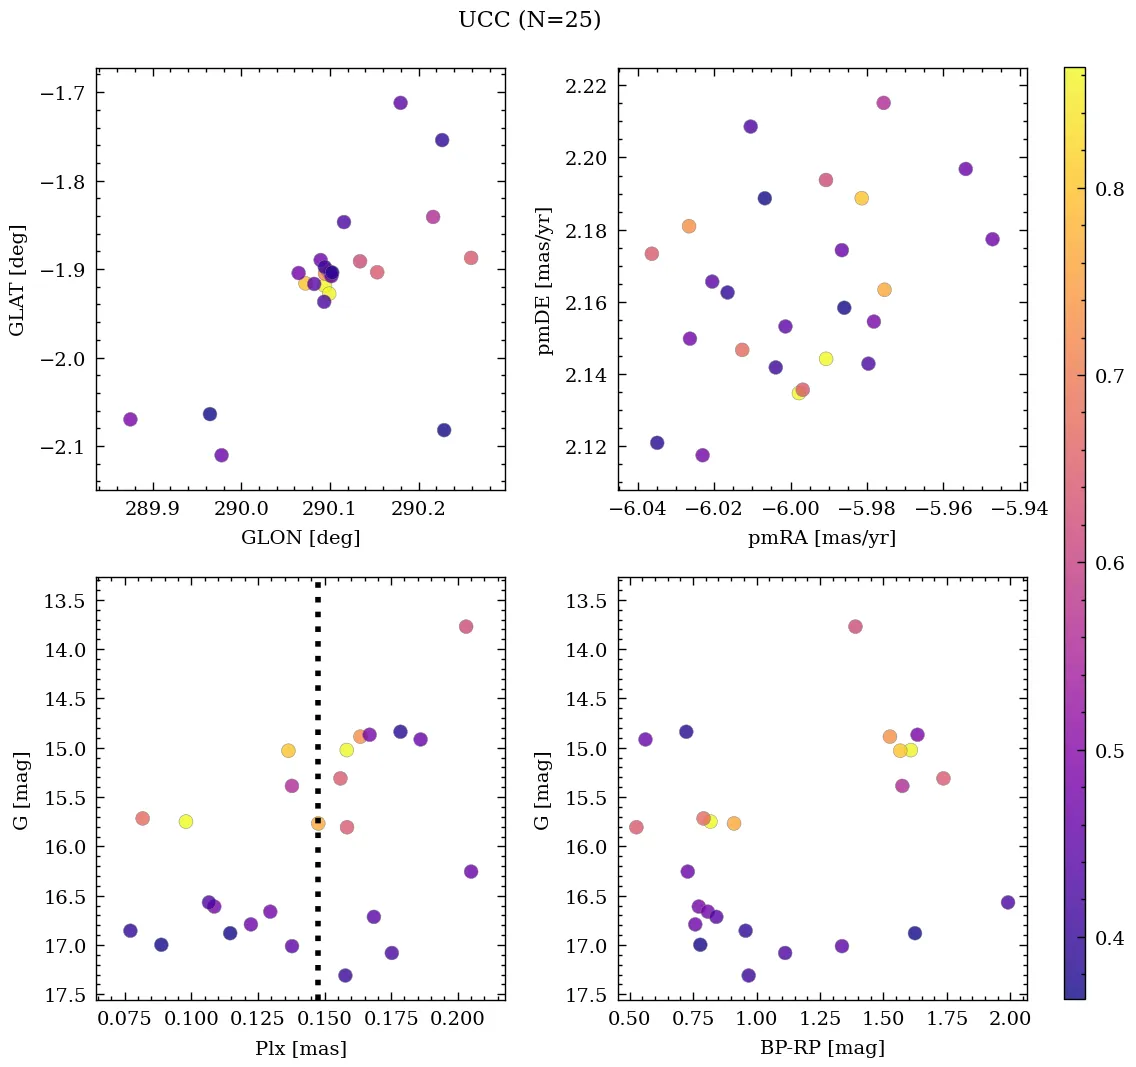 UCC (N=25)
−1.7
−1.8
−1.9
−2.0
−2.1
GLAT [deg]
289.9 290.0 290.1 290.2
GLON [deg]
2.22
2.20
2.18
2.16
2.14
2.12
pmDE [mas/yr]
−6.04 −6.02 −6.00 −5.98 −5.96 −5.94
pmRA [mas/yr]
13.5
14.0
14.5
15.0
15.5
16.0
16.5
17.0
17.5
G [mag]
0.075 0.100 0.125 0.150 0.175 0.200
Plx [mas]
13.5
14.0
14.5
15.0
15.5
16.0
16.5
17.0
17.5
G [mag]
0.50 0.75 1.00 1.25 1.50 1.75 2.00
BP-RP [mag]
0.8
0.7
0.6
0.5
0.4